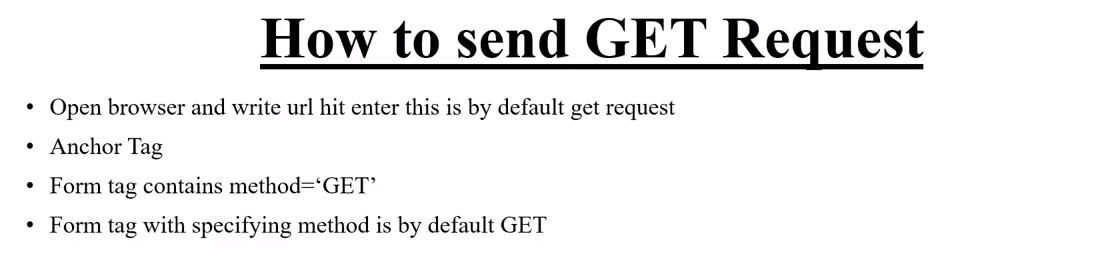 How to send GET Request
• Open browser and write url hit enter this is by default get request
• Anchor Tag
• Form tag contains method=‘GET’
• Form tag with specifying method is by default GET